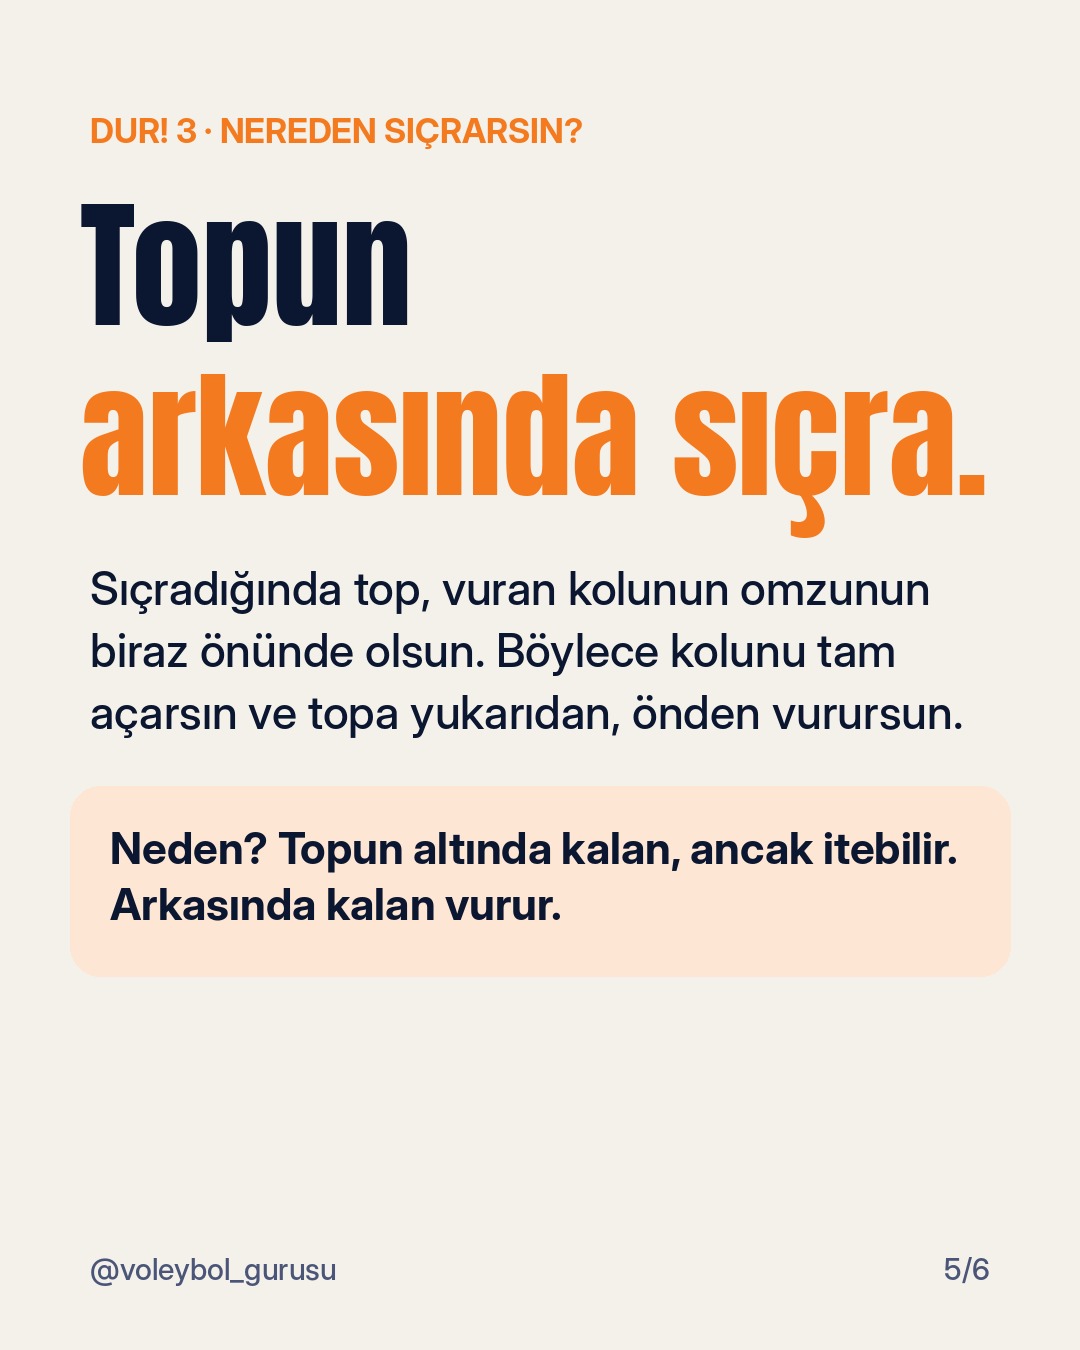 DUR! 3 · NEREDEN SIÇRARSIN?
Topun
arkasında sıçra.
Sıçradığında top, vuran kolunun omzunun
biraz önünde olsun. Böylece kolunu tam
açarsın ve topa yukarıdan, önden vurursun.
Neden? Topun altında kalan, ancak itebilir.
Arkasında kalan vurur.
@voleybol_gurusu
5/6